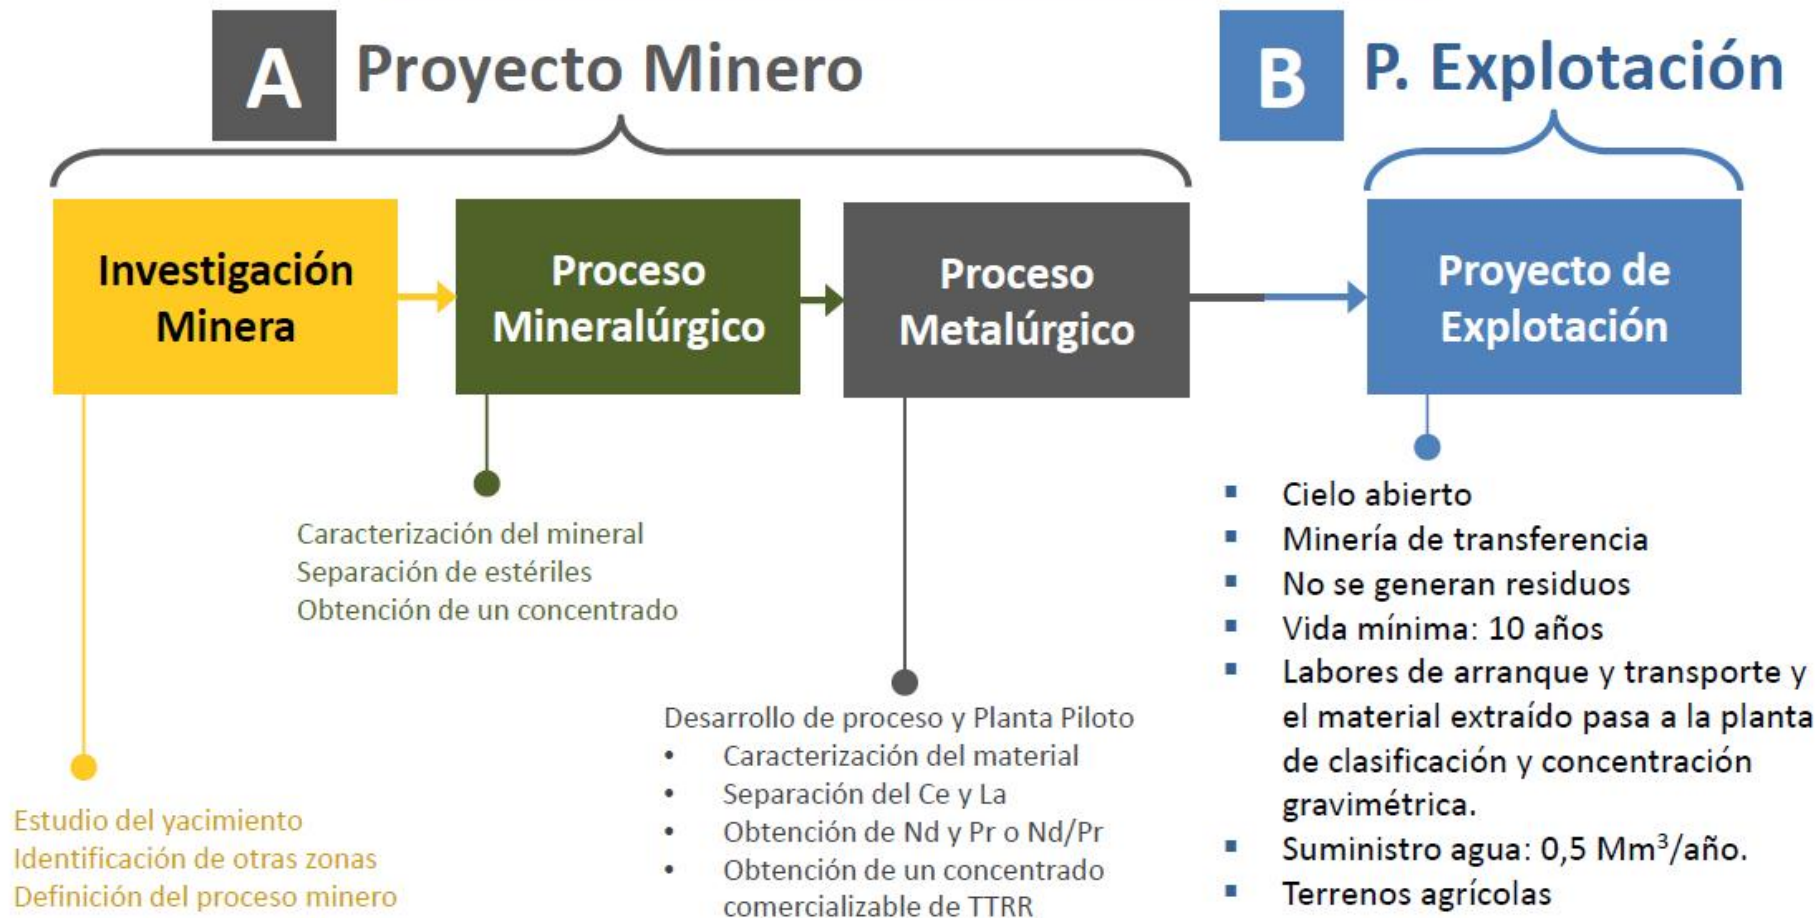 A Proyecto Minero
B P. Explotación
Investigación
Minera
Proceso
Mineralúrgico
Proceso
Metalúrgico
Proyecto de
Explotación
Estudio del yacimiento
Identificación de otras zonas
Definición del proceso minero
Caracterización del mineral
Separación de estériles
Obtención de un concentrado
Desarrollo de proceso y Planta Piloto
• Caracterización del material
• Separación del Ce y La
• Obtención de Nd y Pr o Nd/Pr
• Obtención de un concentrado
comercializable de TTRR
▪ Cielo abierto
▪ Minería de transferencia
▪ No se generan residuos
▪ Vida mínima: 10 años
▪ Labores de arranque y transporte y
el material extraído pasa a la planta
de clasificación y concentración
gravimétrica.
▪ Suministro agua: 0,5 Mm³/año.
▪ Terrenos agrícolas